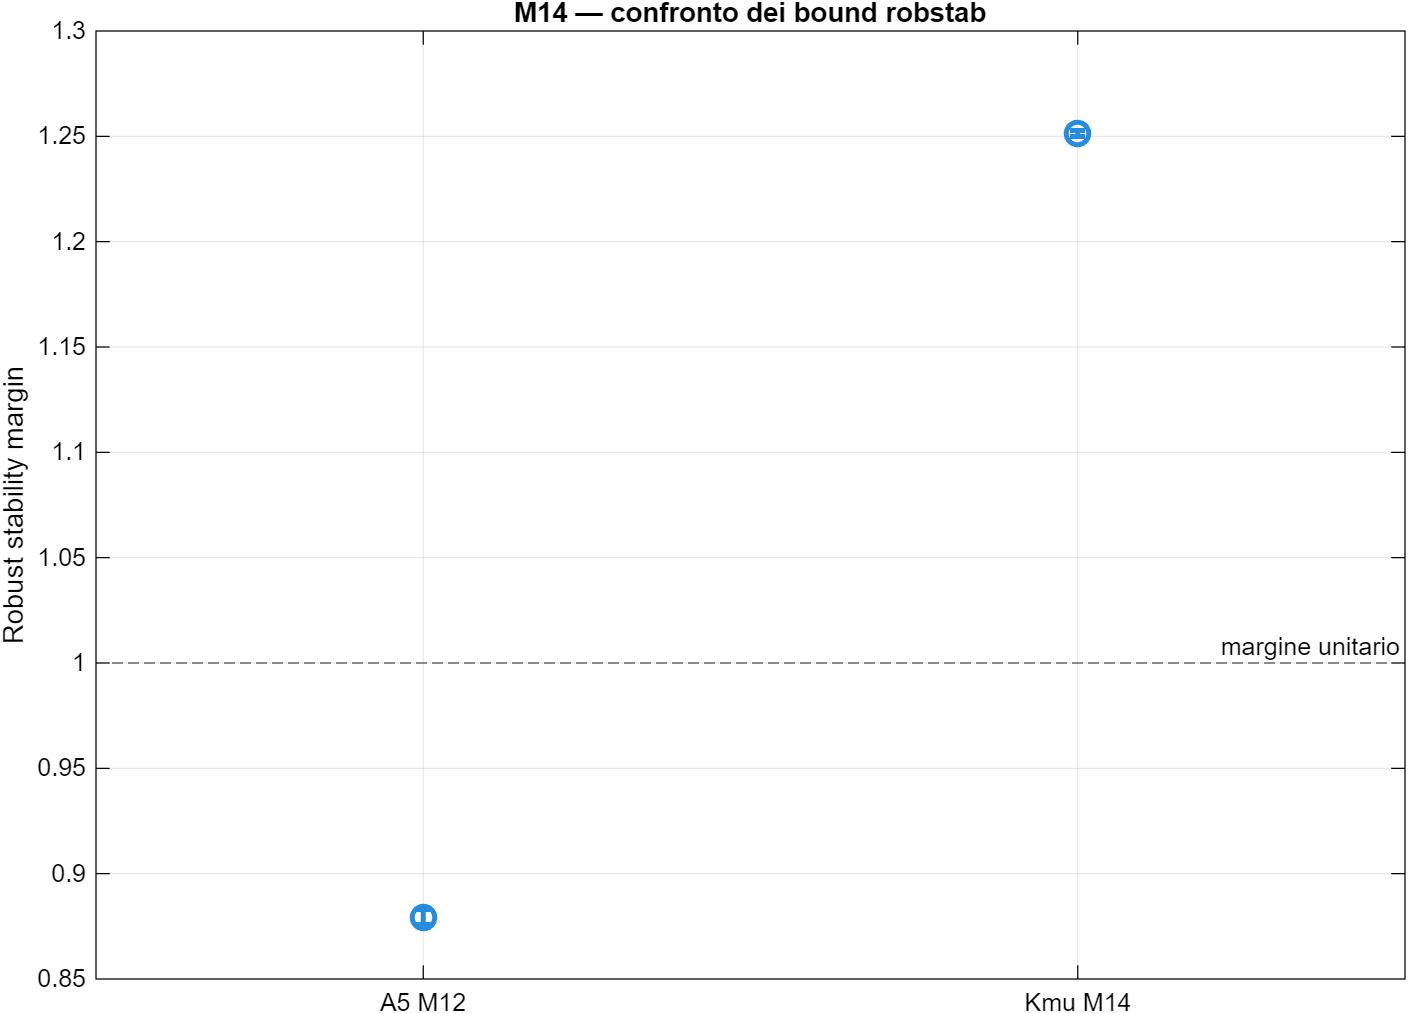 M14 — confronto dei bound robstab
1.3
1.25
1.2
1.15
1.1
1.05
1
0.95
0.9
0.85
Robust stability margin
margine unitario
A5 M12
Kmu M14